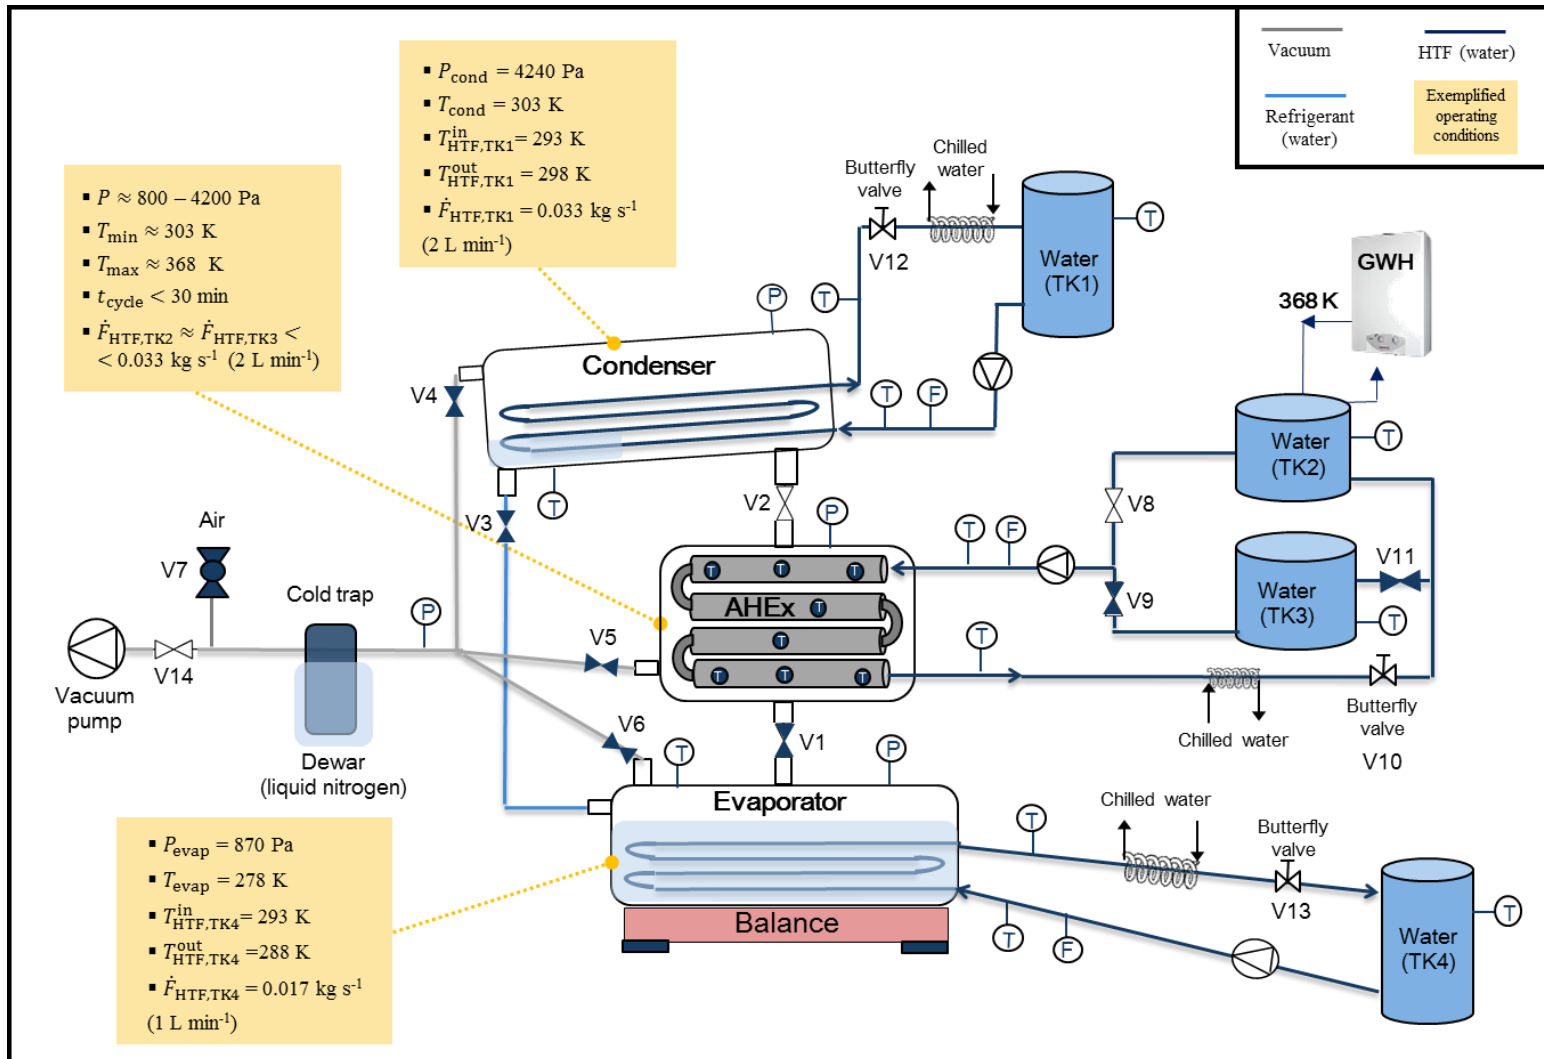 Vacuum
HTF (water)
Refrigerant
(water)
Exemplified
operating
conditions
▪ P_cond = 4240 Pa
▪ T_cond = 303 K
▪ T^in_HTF,TK1 = 293 K
▪ T^out_HTF,TK1 = 298 K
▪ Ḟ_HTF,TK1 = 0.033 kg s⁻¹
(2 L min⁻¹)
▪ P ≈ 800 – 4200 Pa
▪ T_min ≈ 303 K
▪ T_max ≈ 368 K
▪ t_cycle < 30 min
▪ Ḟ_HTF,TK2 ≈ Ḟ_HTF,TK3 <
< 0.033 kg s⁻¹ (2 L min⁻¹)
Butterfly
valve
V12
Chilled
water
Water
(TK1)
T
T
P
GWH
368 K
Condenser
V4
T
F
T
V3
V2
P
Water
(TK2)
T
V8
T
F
Water
(TK3)
V11
V9
T
Air
V7
Cold trap
P
V14
Vacuum
pump
Dewar
(liquid nitrogen)
V5
V6
T
T
T
AHEx
T
T
T
T
T
T
Chilled water
Butterfly
valve
V10
V1
T
P
Evaporator
T
Chilled water
Butterfly
valve
V13
T
F
Water
(TK4)
T
Balance
▪ P_evap = 870 Pa
▪ T_evap = 278 K
▪ T^in_HTF,TK4 = 293 K
▪ T^out_HTF,TK4 =288 K
▪ Ḟ_HTF,TK4 = 0.017 kg s⁻¹
(1 L min⁻¹)